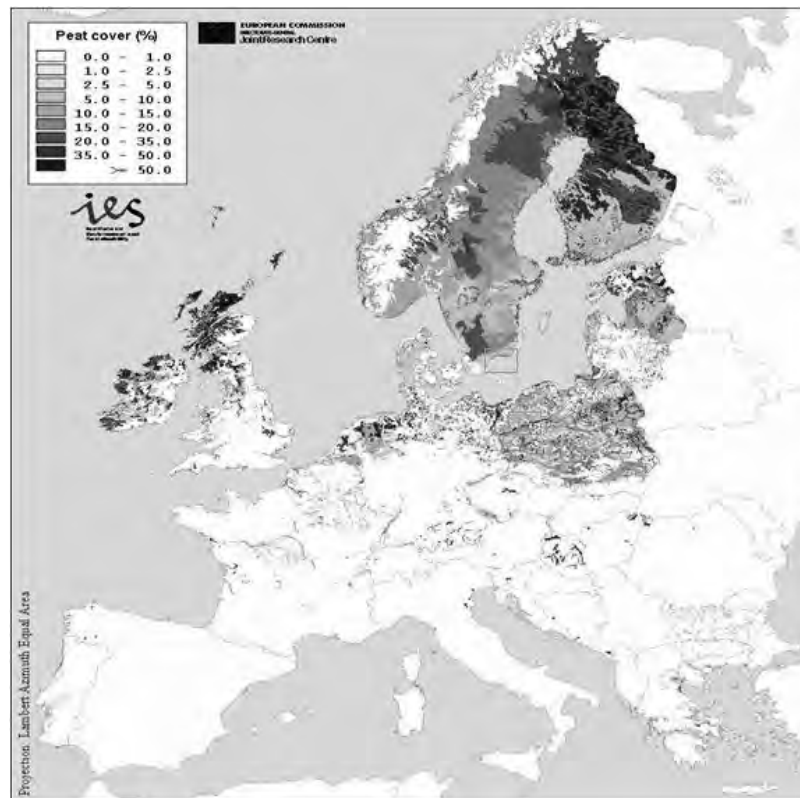 Peat cover (%)
0.0 - 1.0
1.0 - 2.5
2.5 - 5.0
5.0 - 10.0
10.0 - 15.0
15.0 - 20.0
20.0 - 35.0
35.0 - 50.0
>= 50.0
EUROPEAN COMMISSION
DIRECTORATE-GENERAL
Joint Research Centre
ies
Projection: Lambert Azimuth Equal Area